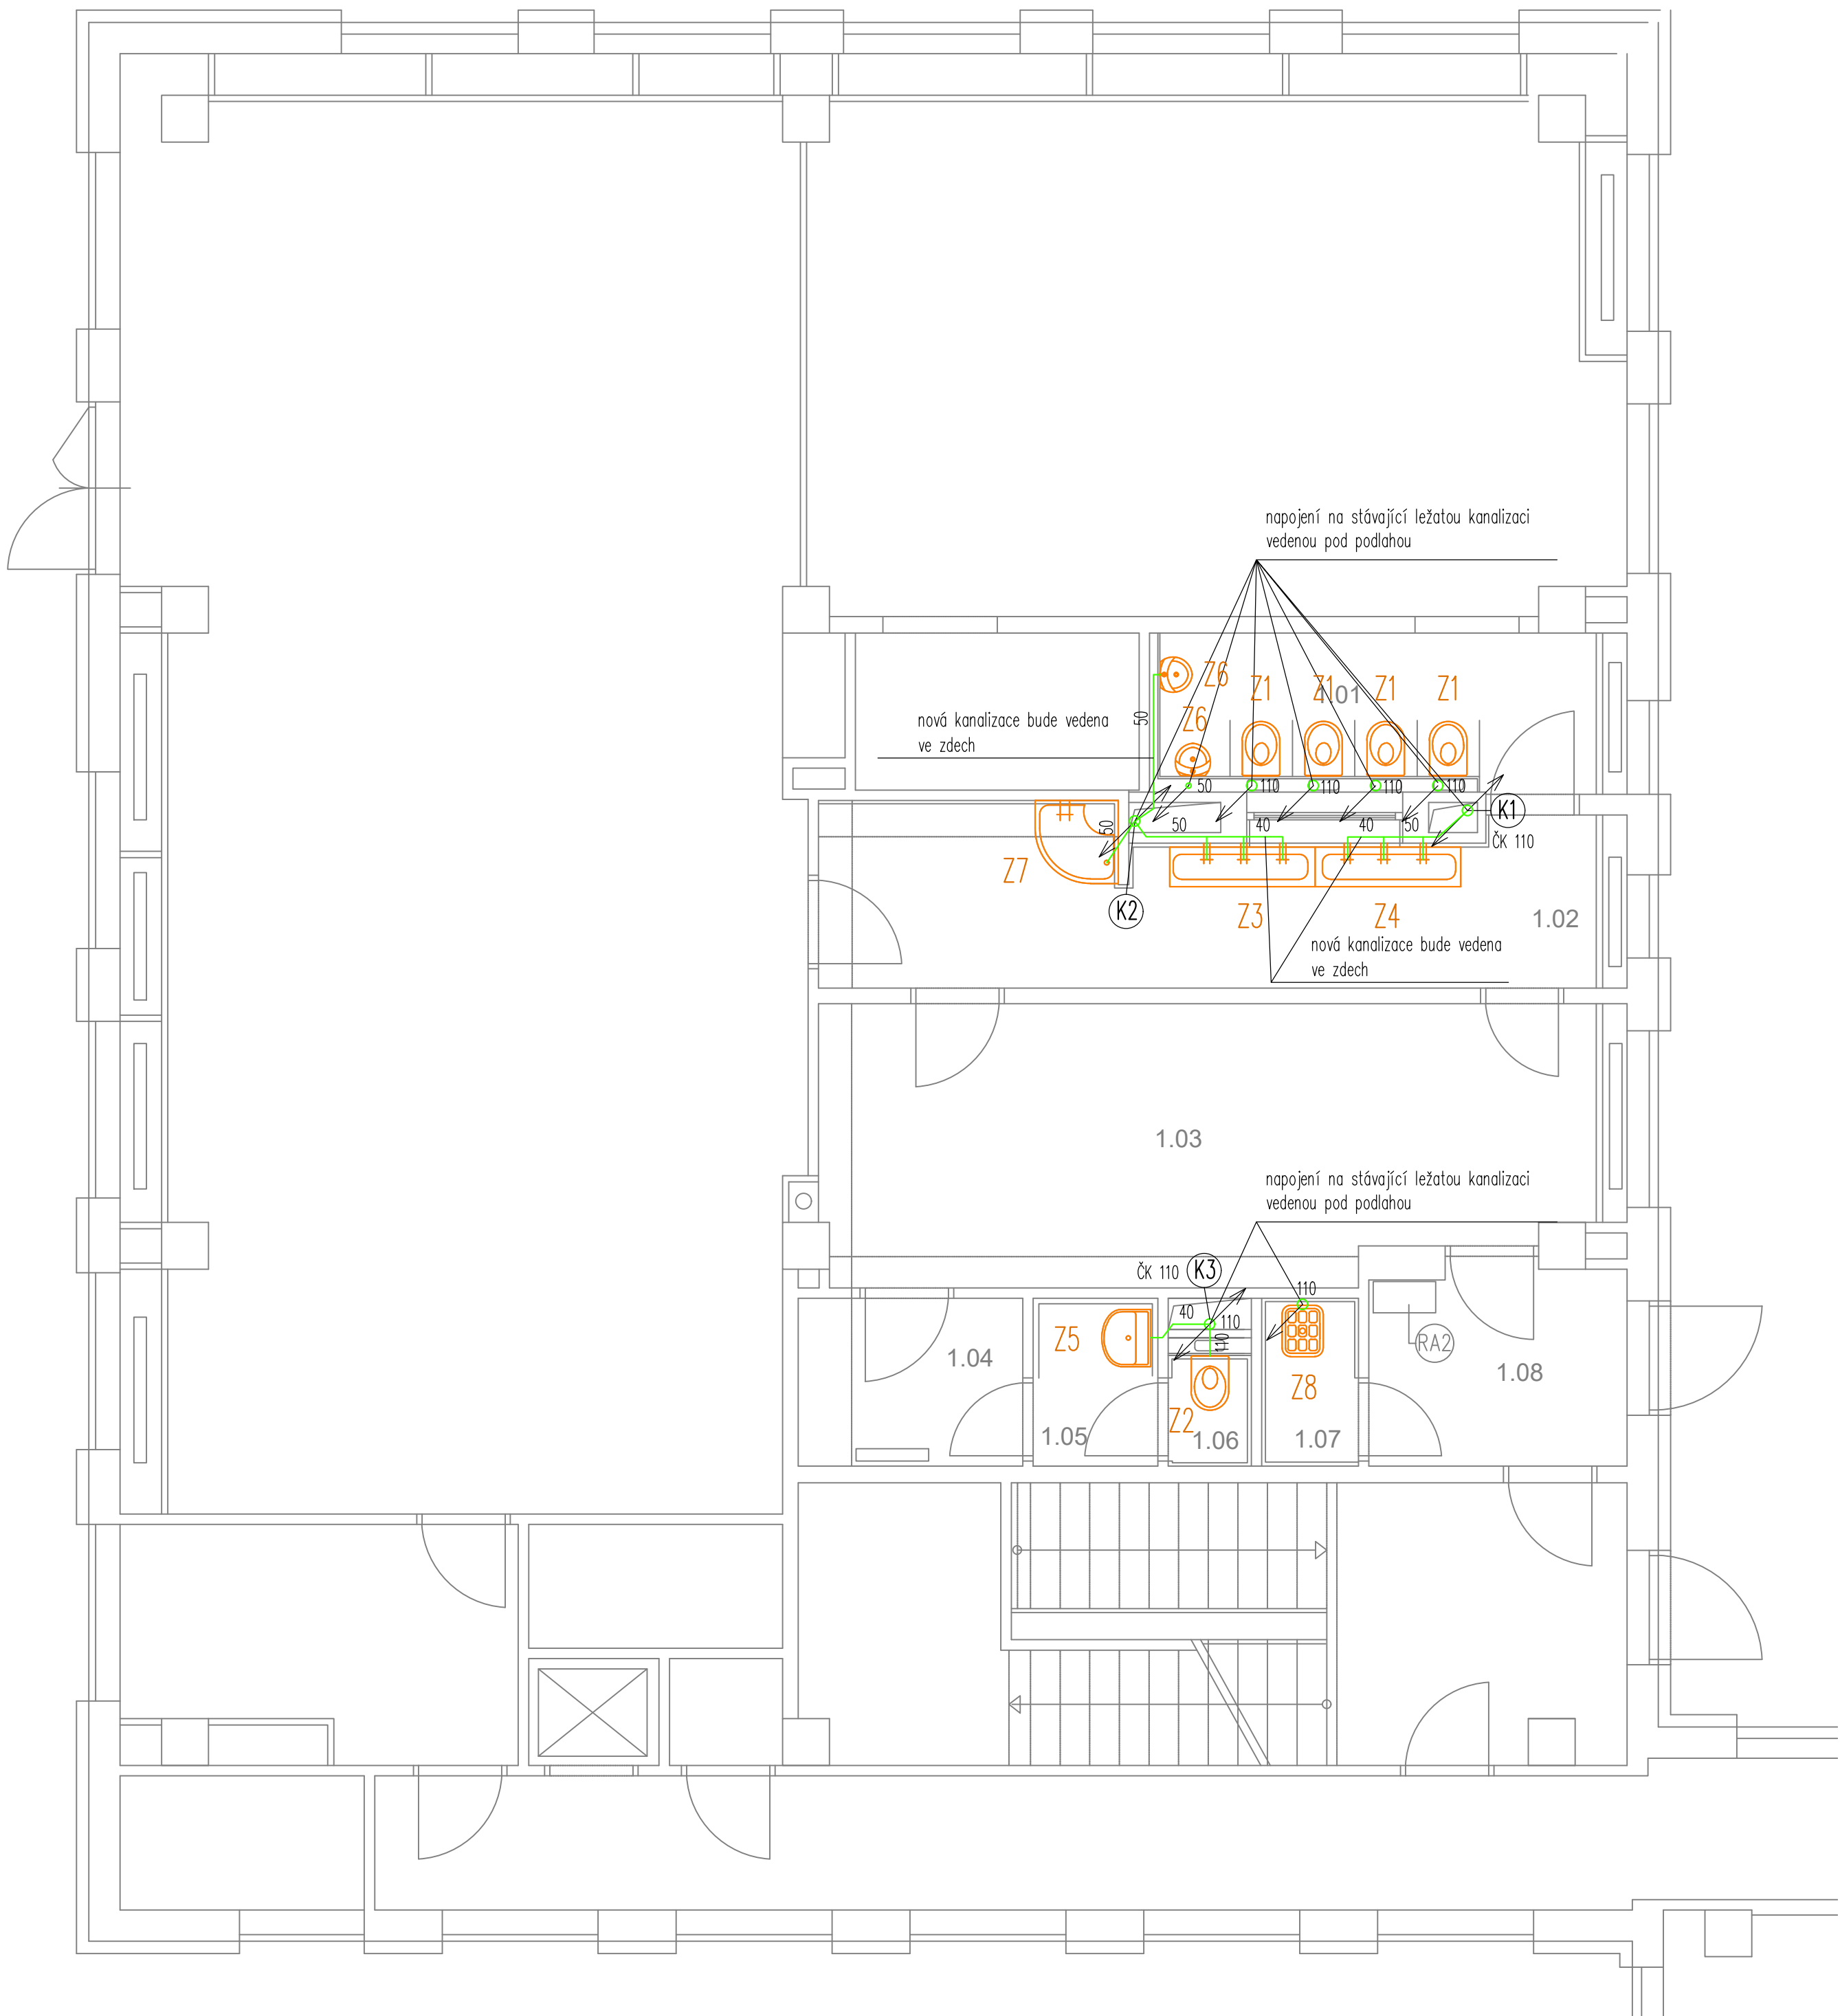 napojení na stávající ležatou kanalizaci
vedenou pod podlahou
Z6
Z1
Z1
1.01
Z1
Z1
nová kanalizace bude vedena
ve zdech
50
Z6
50
110
110
110
110
50
50
40
40
50
K1
ČK 110
Z7
K2
Z3
Z4
1.02
nová kanalizace bude vedena
ve zdech
1.03
napojení na stávající ležatou kanalizaci
vedenou pod podlahou
ČK 110
K3
110
40
110
110
Z5
RA2
1.04
1.08
Z8
Z2
1.05
1.06
1.07